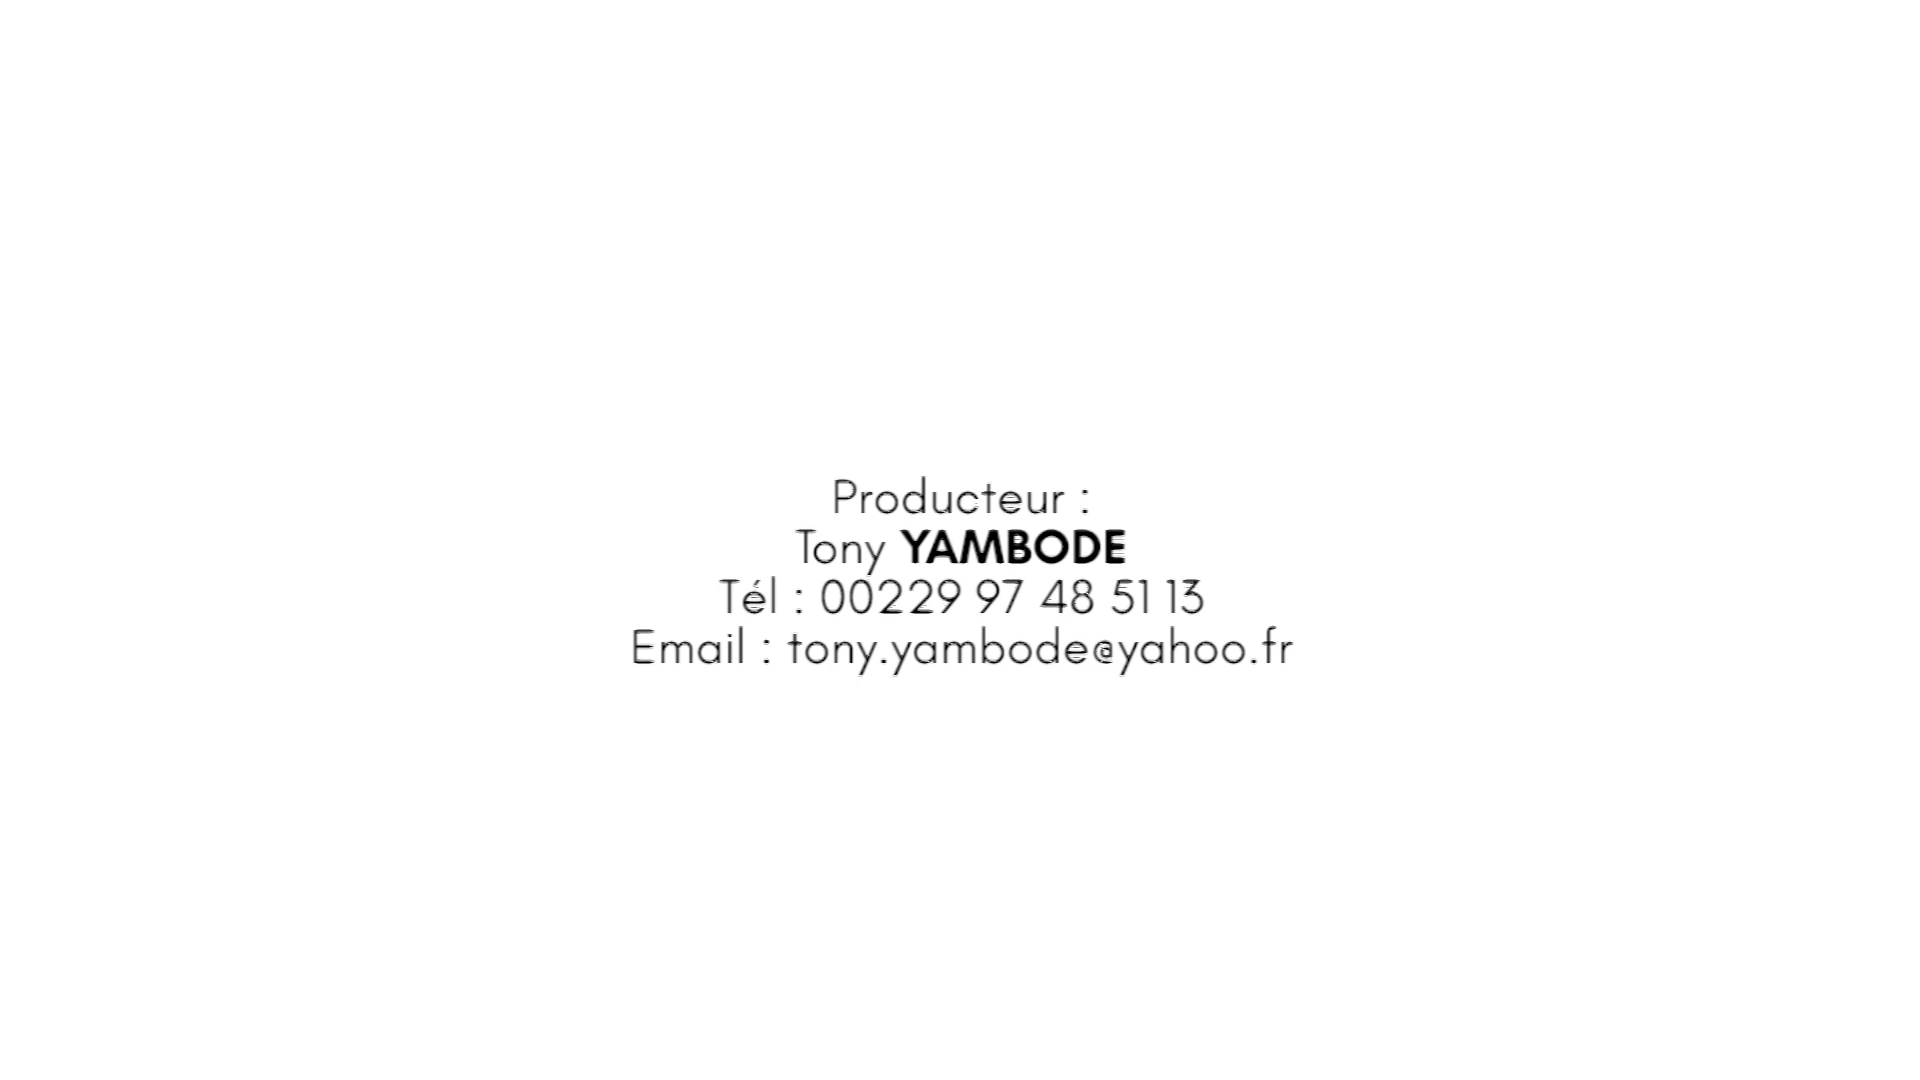 Producteur :
Tony YAMBODE
Tél : 00229 97 48 51 13
Email : tony.yambode@yahoo.fr